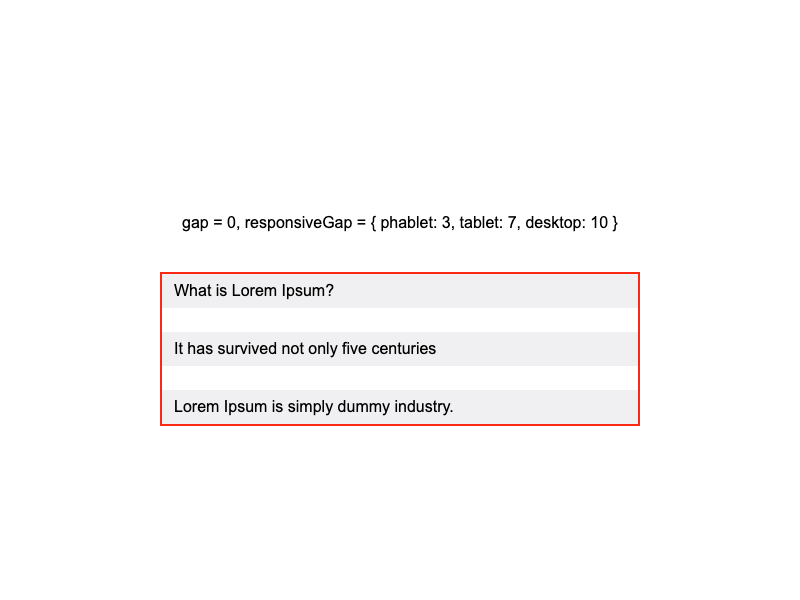 gap = 0, responsiveGap = { phablet: 3, tablet: 7, desktop: 10 }
What is Lorem Ipsum?
It has survived not only five centuries
Lorem Ipsum is simply dummy industry.